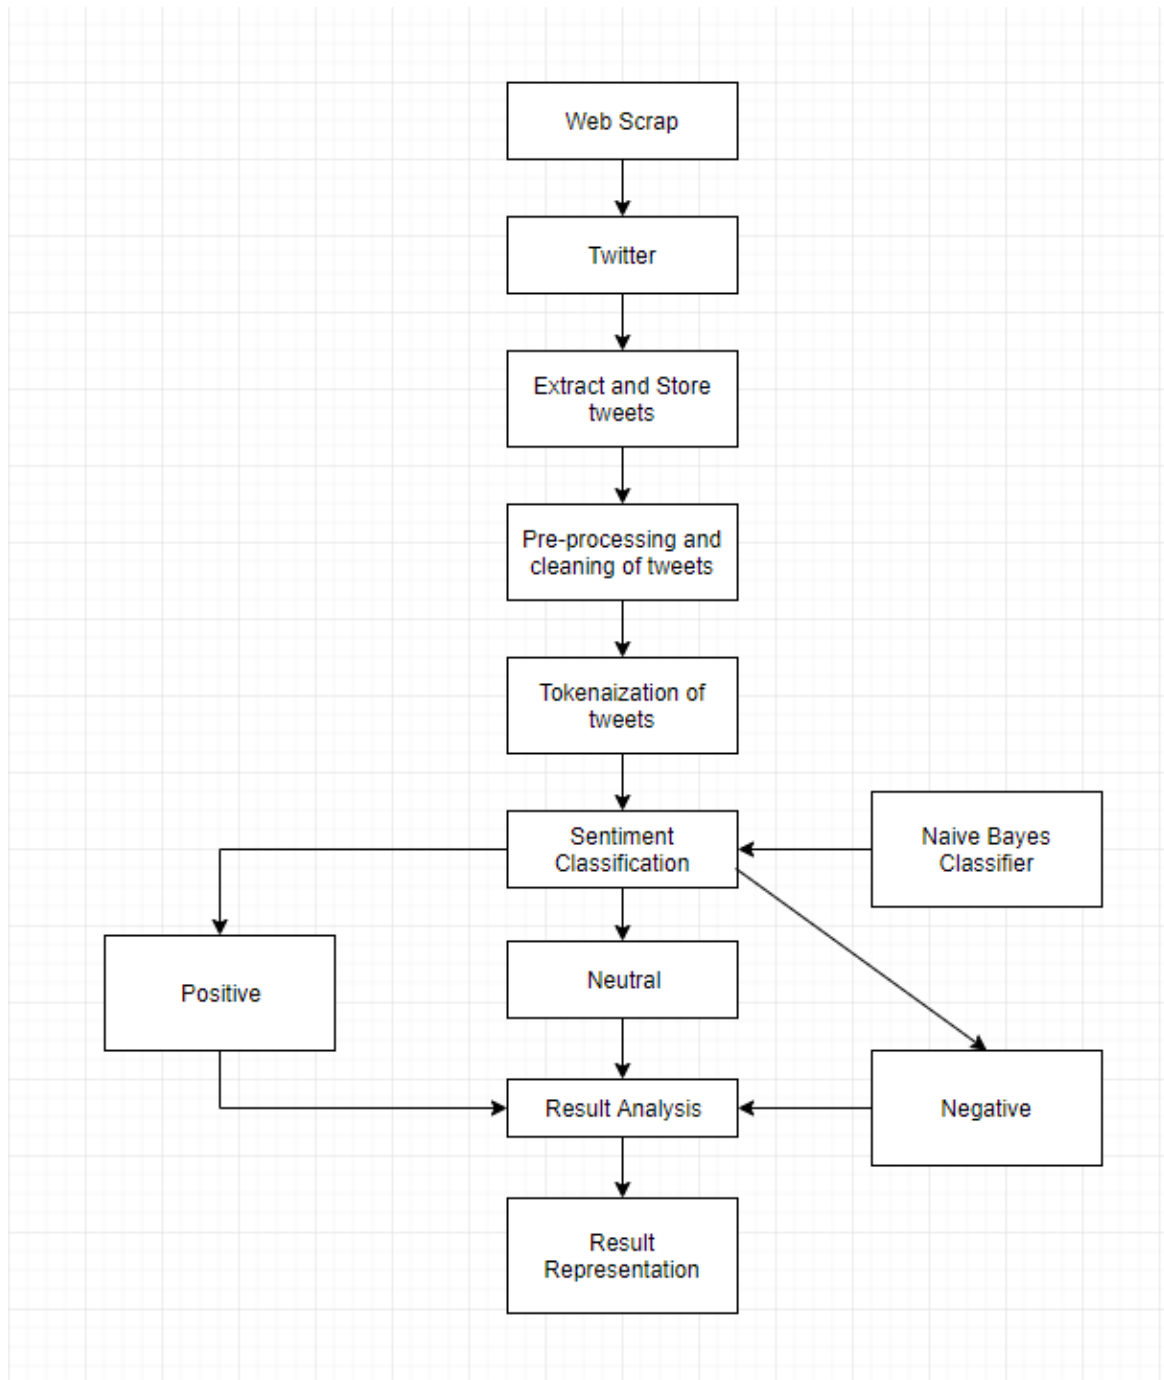 Web Scrap
Twitter
Extract and Store
tweets
Pre-processing and
cleaning of tweets
Tokenaization of
tweets
Sentiment
Classification
Naive Bayes
Classifier
Positive
Neutral
Negative
Result Analysis
Result
Representation